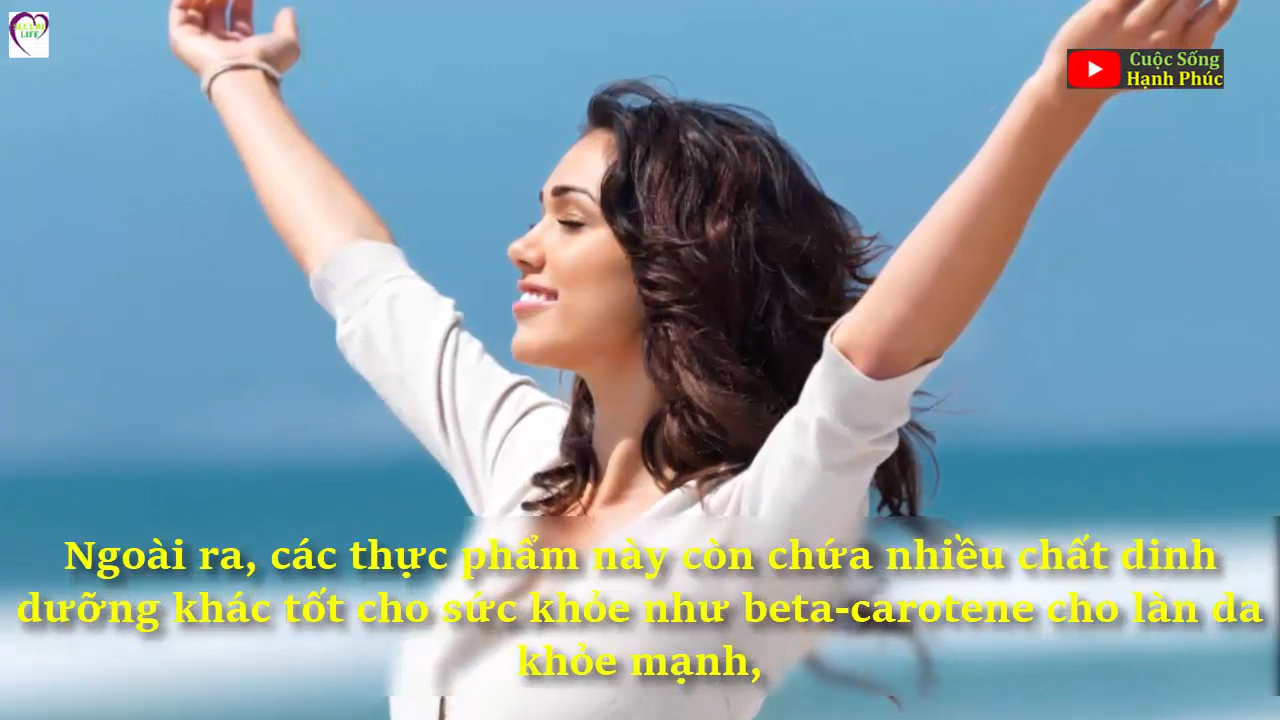 LIFE
Cuộc Sống
Hạnh Phúc
Ngoài ra, các thực phẩm này còn chứa nhiều chất dinh
dưỡng khác tốt cho sức khỏe như beta-carotene cho làn da
khỏe mạnh,